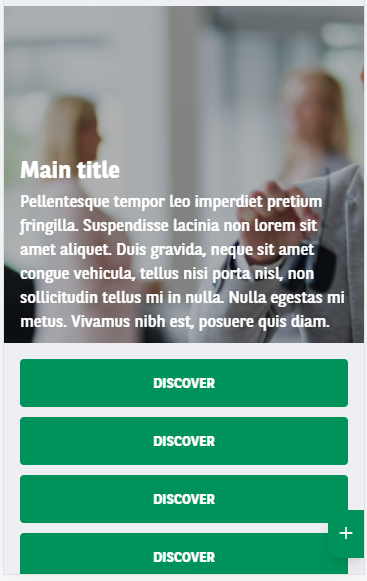 Main title
Pellentesque tempor leo imperdiet pretium
fringilla. Suspendisse lacinia non lorem sit
amet aliquet. Duis gravida, neque sit amet
congue vehicula, tellus nisi porta nisl, non
sollicitudin tellus mi in nulla. Nulla egestas mi
metus. Vivamus nibh est, posuere quis diam.
DISCOVER
DISCOVER
DISCOVER
+
DISCOVER